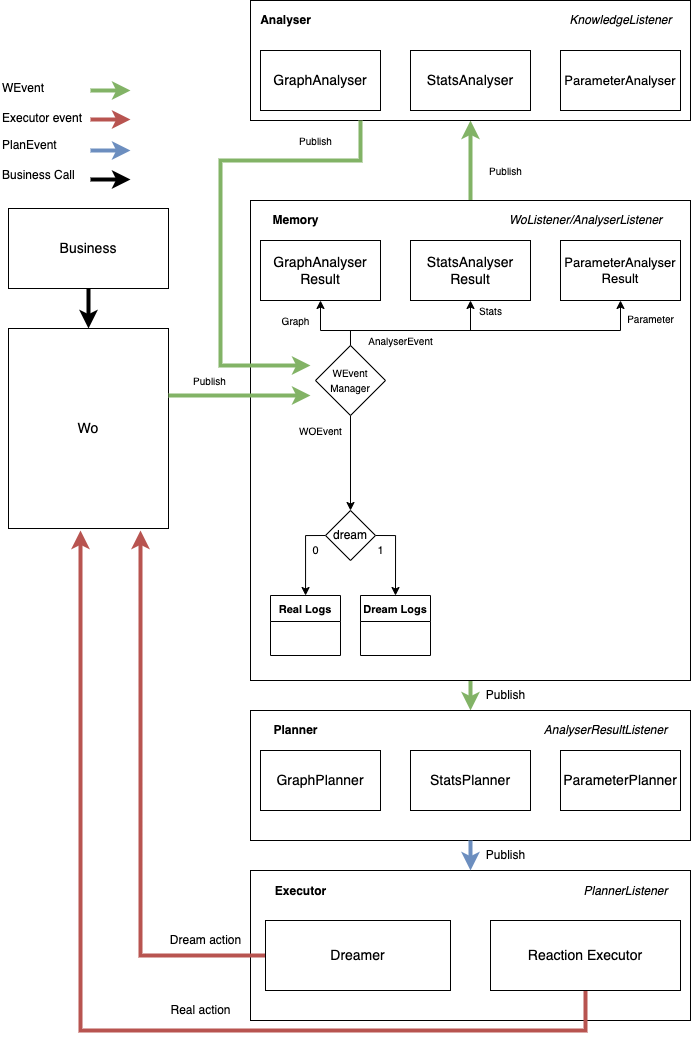 Analyser
KnowledgeListener
GraphAnalyser
StatsAnalyser
ParameterAnalyser
WEvent
Executor event
PlanEvent
Business Call
Publish
Publish
Business
Memory
WoListener/AnalyserListener
GraphAnalyser
Result
StatsAnalyser
Result
ParameterAnalyser
Result
Graph
Stats
Parameter
AnalyserEvent
WEvent
Manager
Publish
Wo
WOEvent
dream
0
1
Real Logs
Dream Logs
Publish
Planner
AnalyserResultListener
GraphPlanner
StatsPlanner
ParameterPlanner
Publish
Executor
PlannerListener
Dream action
Dreamer
Reaction Executor
Real action